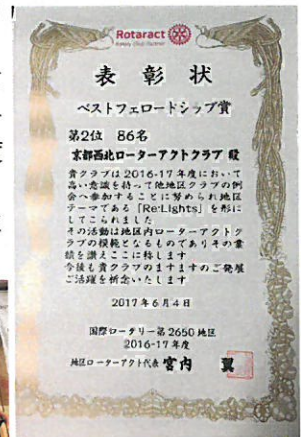 Rotaract
Rotary Club Partner
表彰状
ベストフェロードシップ賞
第2位 86名
京都西北ローターアクトクラブ 殿
貴クラブは2016-17年度において
高い意識を持って他地区クラブの例
会へ参加することに努められ地区
テーマである「Re:Lights」を形に
してこられました
その活動は地区内ローターアクトク
ラブの模範となるものでありその業
績を讃えここに称します
今後も貴クラブのますますのご発展
ご活躍を祈念いたします
2017年6月4日
国際ロータリー第2650地区
2016-17年度
地区ローターアクト代表 宮内 翼